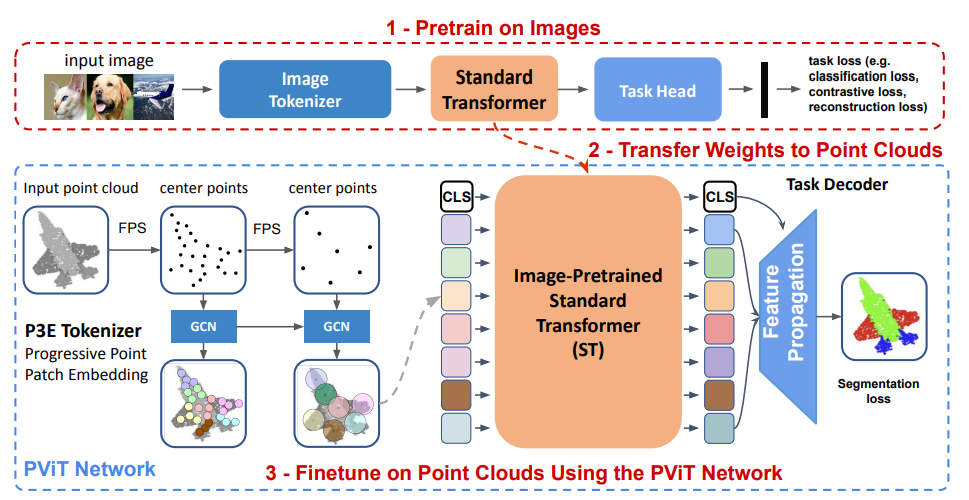 1 - Pretrain on Images
input image
Image
Tokenizer
Standard
Transformer
Task Head
task loss (e.g.
classification loss,
contrastive loss,
reconstruction loss)
2 - Transfer Weights to Point Clouds
Input point cloud
center points
center points
FPS
FPS
GCN
GCN
P3E Tokenizer
Progressive Point
Patch Embedding
CLS
Image-Pretrained
Standard
Transformer
(ST)
CLS
Task Decoder
Feature
Propagation
Segmentation
loss
PViT Network
3 - Finetune on Point Clouds Using the PViT Network